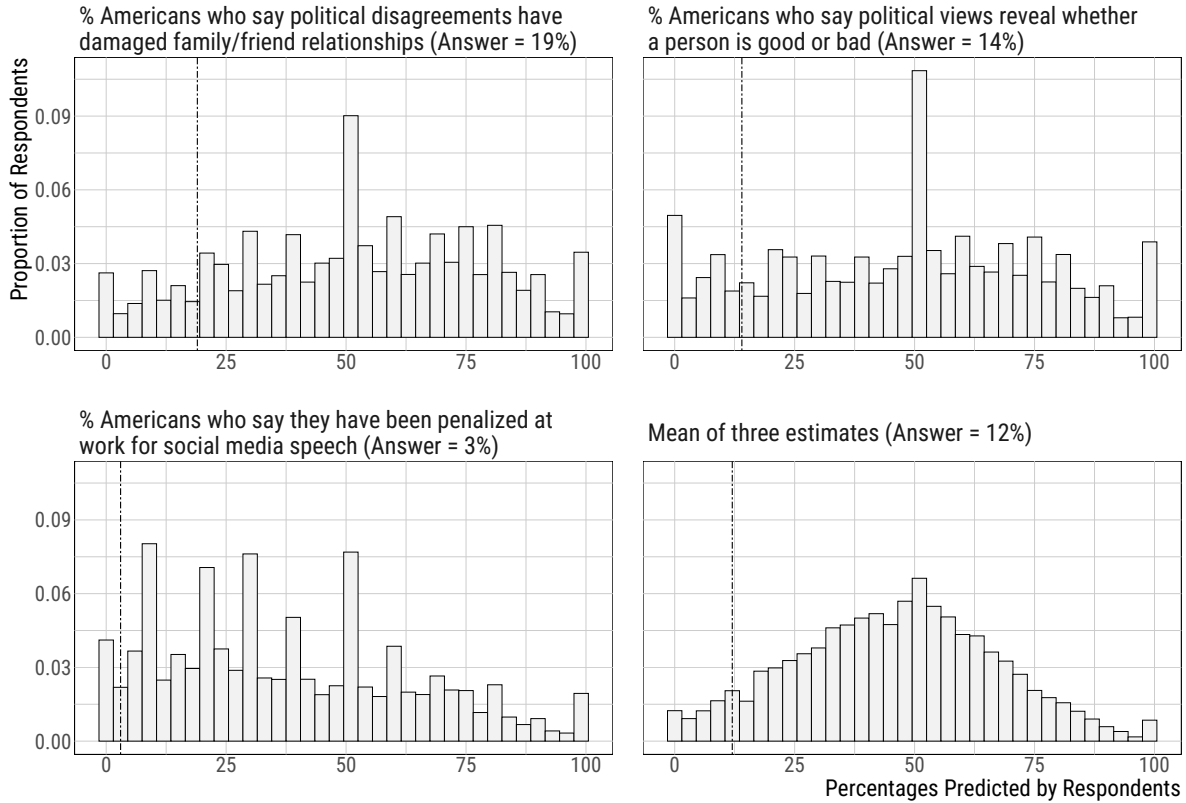 % Americans who say political disagreements have
damaged family/friend relationships (Answer = 19%)
% Americans who say political views reveal whether
a person is good or bad (Answer = 14%)
Proportion of Respondents
0.09
0.06
0.03
0.00
0 25 50 75 100
0 25 50 75 100
% Americans who say they have been penalized at
work for social media speech (Answer = 3%)
Mean of three estimates (Answer = 12%)
0.09
0.06
0.03
0.00
0 25 50 75 100
0 25 50 75 100
Percentages Predicted by Respondents